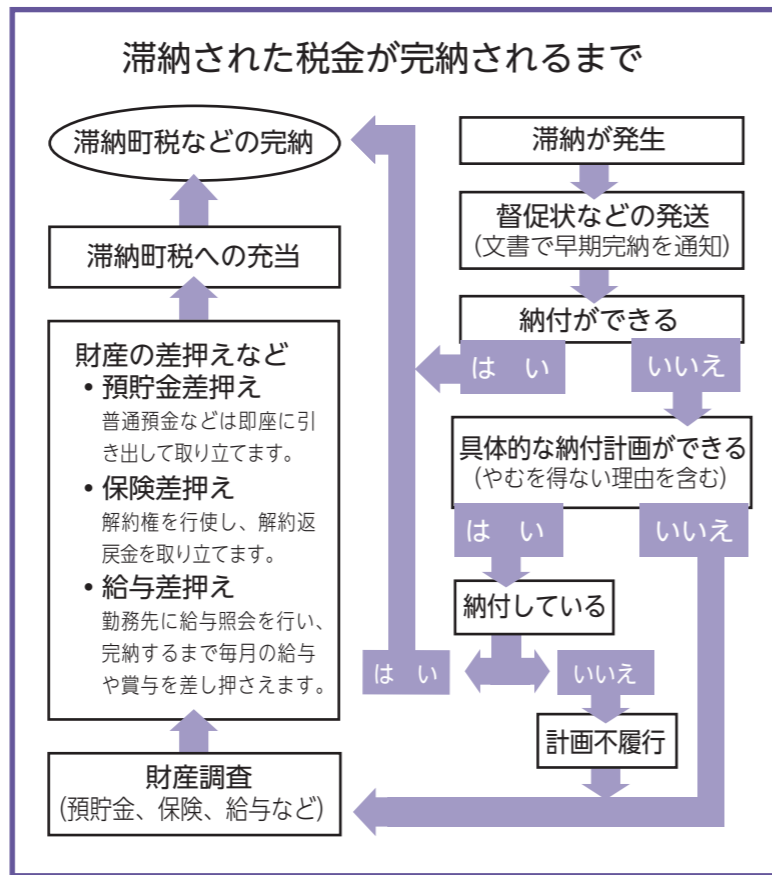 滞納された税金が完納されるまで
滞納が発生
督促状などの発送
(文書で早期完納を通知)
納付ができる
は い
いいえ
具体的な納付計画ができる
(やむを得ない理由を含む)
は い
いいえ
納付している
は い
いいえ
計画不履行
財産調査
(預貯金、保険、給与など)
財産の差押えなど
・預貯金差押え
普通預金などは即座に引
き出して取り立てます。
・保険差押え
解約権を行使し、解約返
戻金を取り立てます。
・給与差押え
勤務先に給与照会を行い、
完納するまで毎月の給与
や賞与を差し押さえます。
滞納町税への充当
滞納町税などの完納